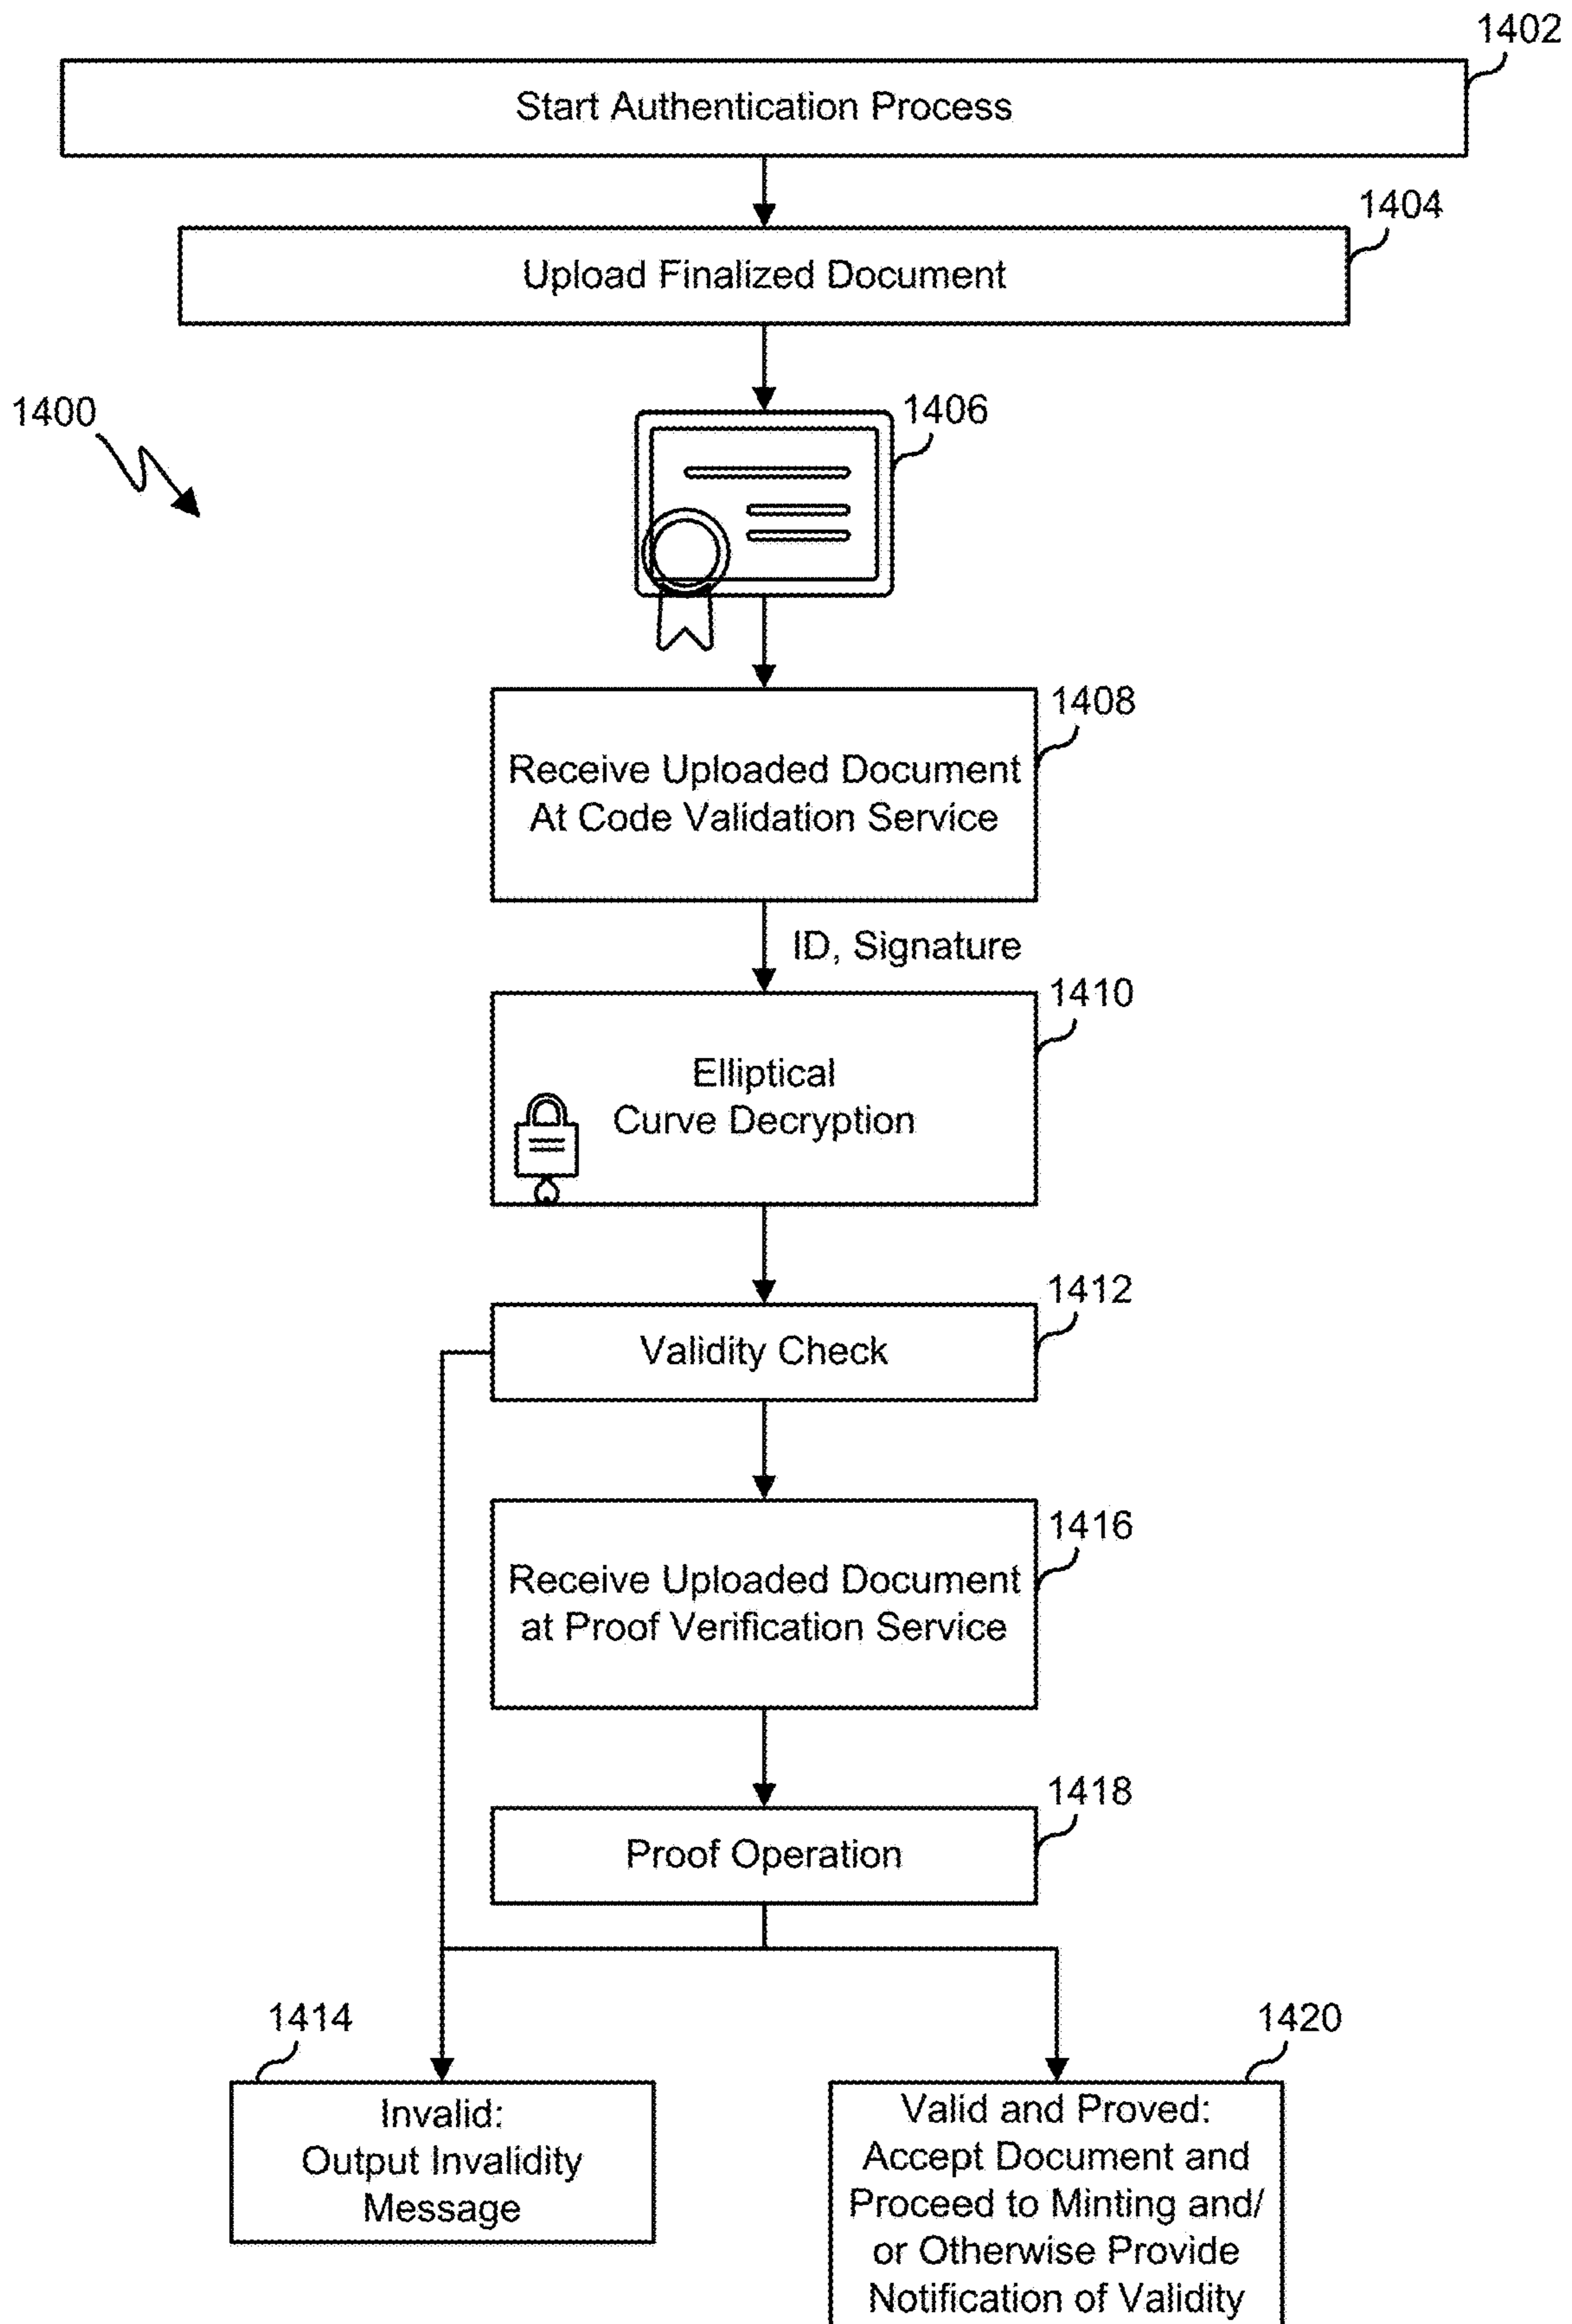 1402
Start Authentication Process
1404
Upload Finalized Document
1400
1406
1408
Receive Uploaded Document
At Code Validation Service
ID, Signature
1410
Elliptical
Curve Decryption
1412
Validity Check
1416
Receive Uploaded Document
at Proof Verification Service
1418
Proof Operation
1414
Invalid:
Output Invalidity
Message
1420
Valid and Proved:
Accept Document and
Proceed to Minting and/
or Otherwise Provide
Notification of Validity